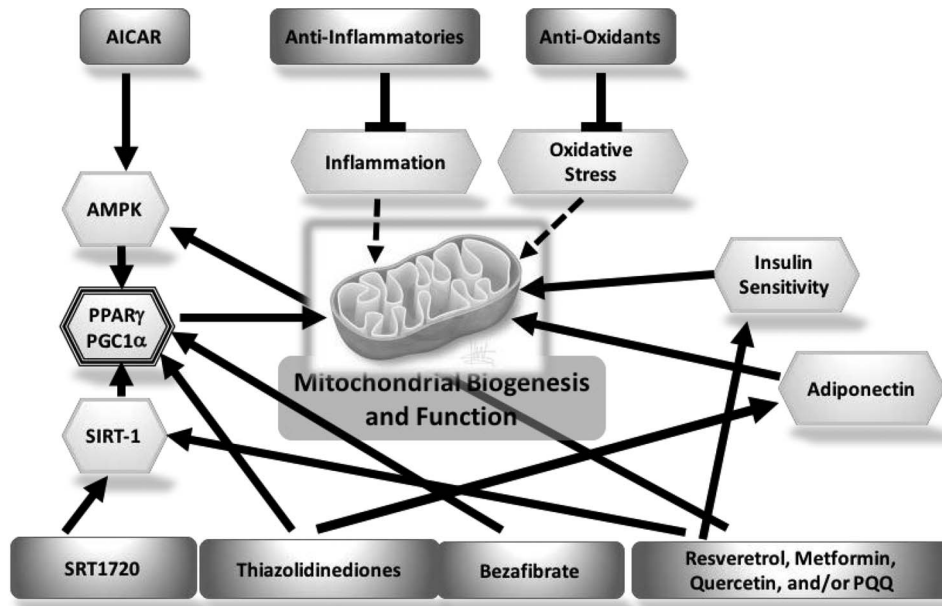 AICAR
Anti-Inflammatories
Anti-Oxidants
Inflammation
Oxidative
Stress
AMPK
Insulin
Sensitivity
PPARγ
PGC1α
Mitochondrial Biogenesis
and Function
Adiponectin
SIRT-1
SRT1720
Thiazolidinediones
Bezafibrate
Resveretrol, Metformin,
Quercetin, and/or PQQ